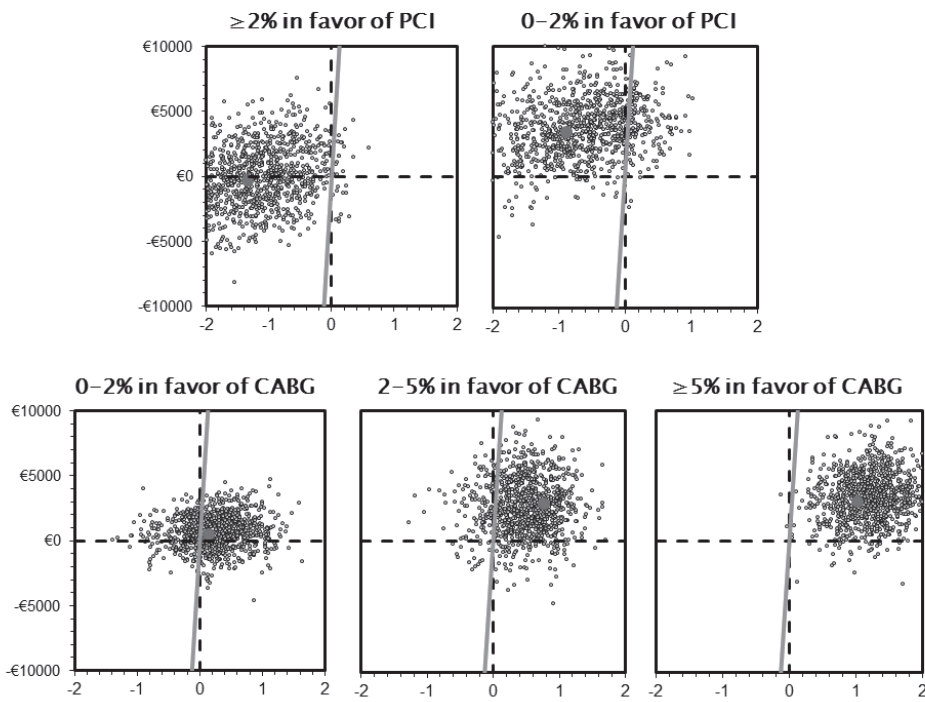 ≥2% in favor of PCI
0–2% in favor of PCI
€10000
€5000
€0
-€5000
-€10000
-2 -1 0 1 2
-2 -1 0 1 2
0–2% in favor of CABG
2–5% in favor of CABG
≥5% in favor of CABG
€10000
€5000
€0
-€5000
-€10000
-2 -1 0 1 2
-2 -1 0 1 2
-2 -1 0 1 2